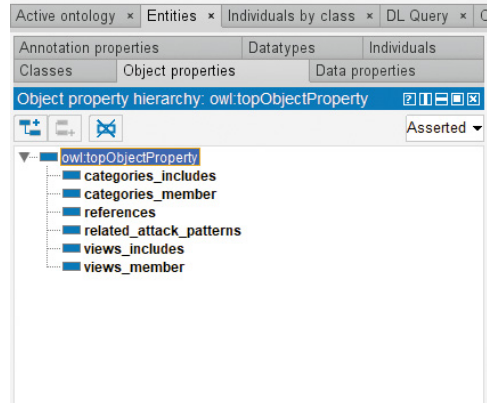 Active ontology × Entities × Individuals by class × DL Query ×
Annotation properties Datatypes Individuals
Classes Object properties Data properties
Object property hierarchy: owl:topObjectProperty
Asserted
owl:topObjectProperty
categories_includes
categories_member
references
related_attack_patterns
views_includes
views_member